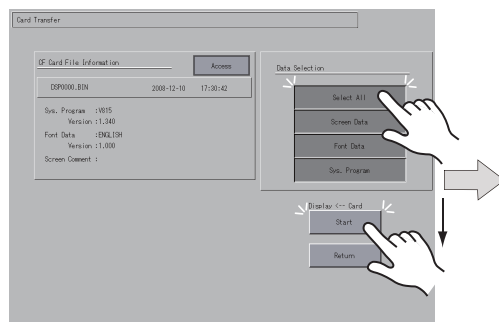 Card Transfer
CF Card File Information
Access
DSP0000.BIN 2008-12-10 17:30:42
Sys. Program :V815
Version :1.340
Font Data :ENGLISH
Version :1.000
Screen Comment :
Data Selection
Select All
Screen Data
Font Data
Sys. Program
Display <-- Card
Start
Return